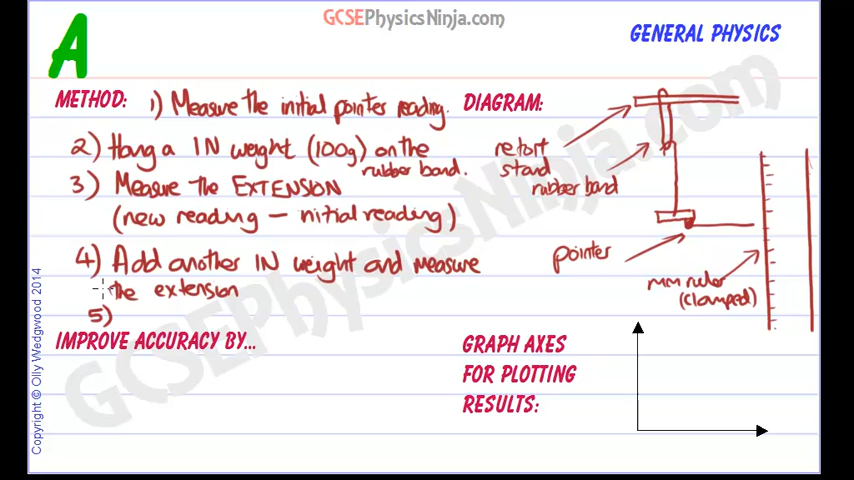 GCSEPhysicsNinja.com
A
GENERAL PHYSICS
METHOD: 1) Measure the initial pointer reading.
2) Hang a 1N weight (100g) on the
rubber band.
3) Measure the EXTENSION
(new reading - initial reading)
4) Add another 1N weight and measure
the extension
5)
DIAGRAM:
retort
stand
rubber band
pointer
mm ruler
(clamped)
IMPROVE ACCURACY BY...
GRAPH AXES
FOR PLOTTING
RESULTS:
Copyright © Olly Wedgwood 2014
GCSEPhysicsNinja.com